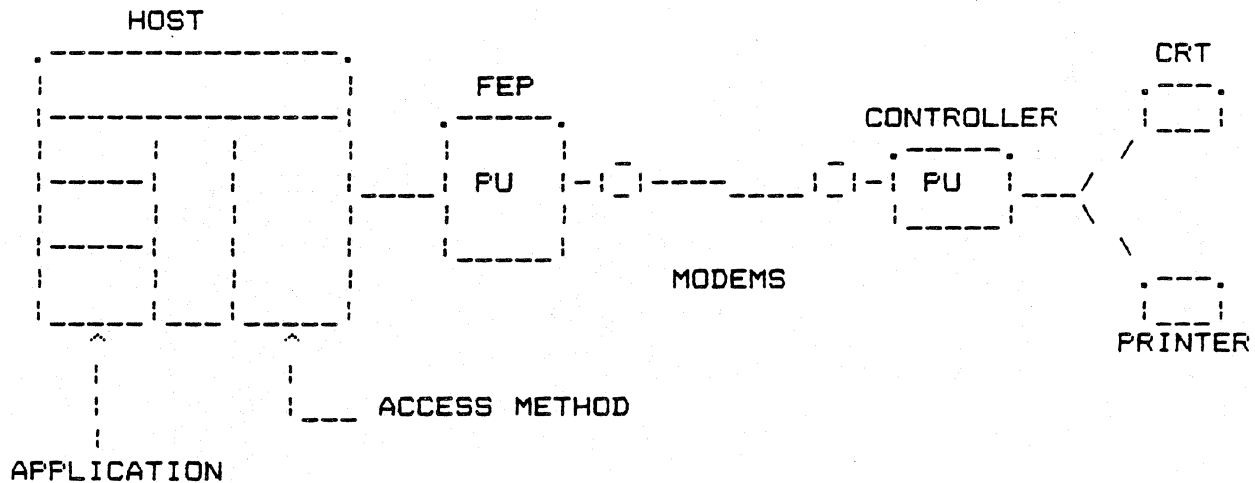 HOST
CRT
FEP
CONTROLLER
PU
PU
MODEMS
PRINTER
ACCESS METHOD
APPLICATION